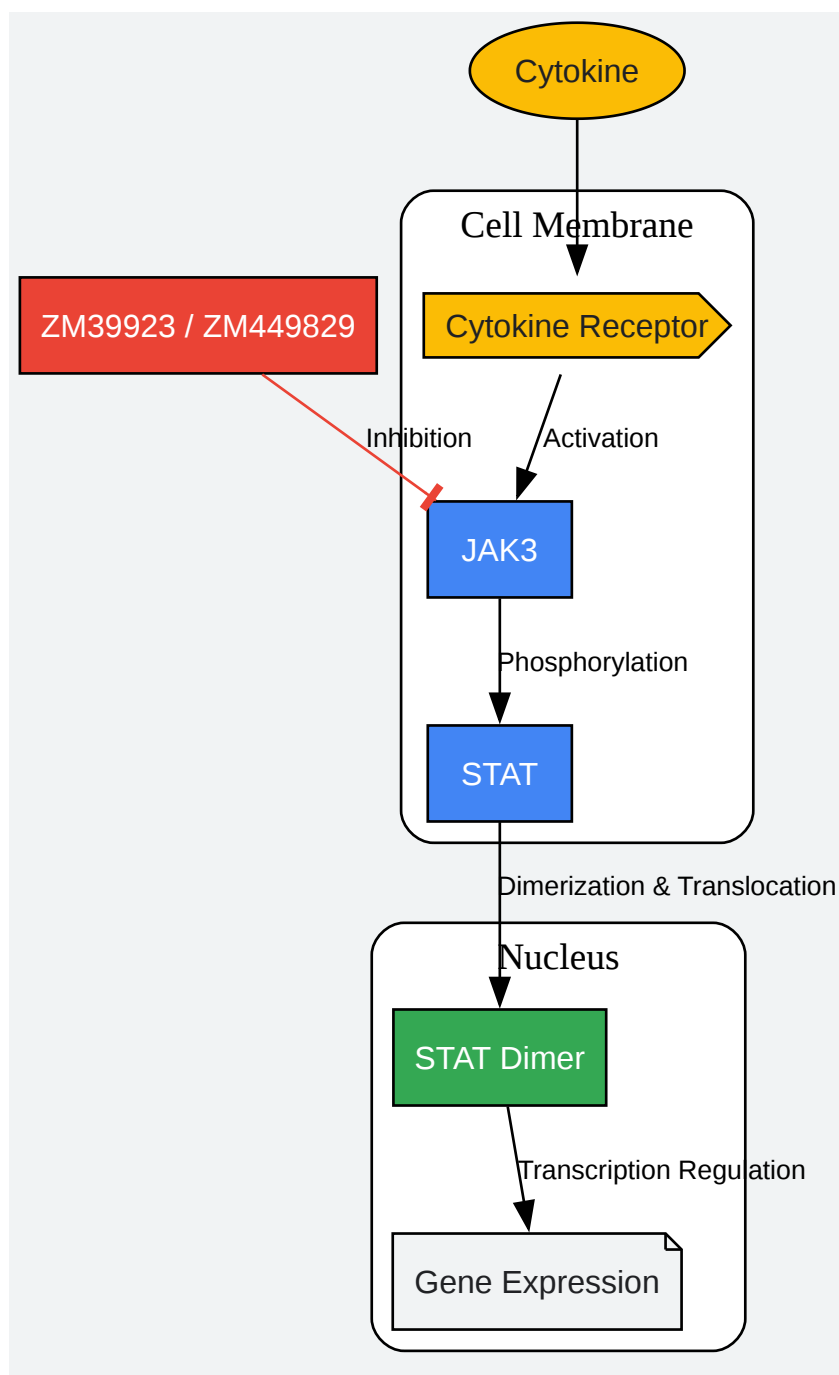 Cytokine
Cell Membrane
ZM39923 / ZM449829
Cytokine Receptor
Inhibition
Activation
JAK3
Phosphorylation
STAT
Dimerization & Translocation
Nucleus
STAT Dimer
Transcription Regulation
Gene Expression